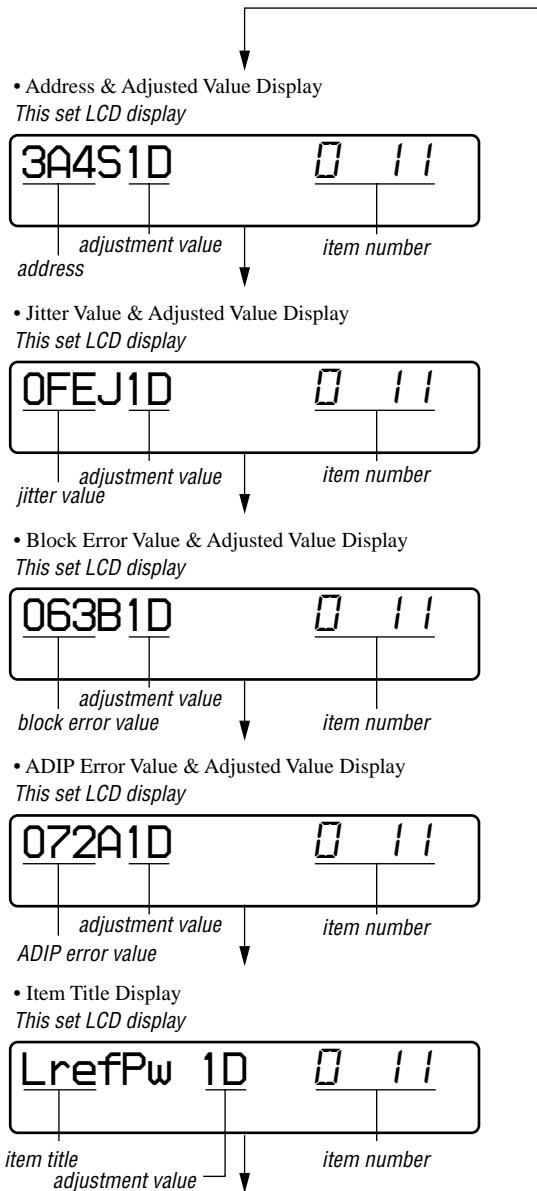 • Address & Adjusted Value Display
This set LCD display
3A4S1D 0 11
adjustment value item number
address
• Jitter Value & Adjusted Value Display
This set LCD display
0FEJ1D 0 11
adjustment value item number
jitter value
• Block Error Value & Adjusted Value Display
This set LCD display
063B1D 0 11
adjustment value
block error value item number
• ADIP Error Value & Adjusted Value Display
This set LCD display
072A1D 0 11
adjustment value item number
ADIP error value
• Item Title Display
This set LCD display
LrefPw 1D 0 11
item title item number
adjustment value